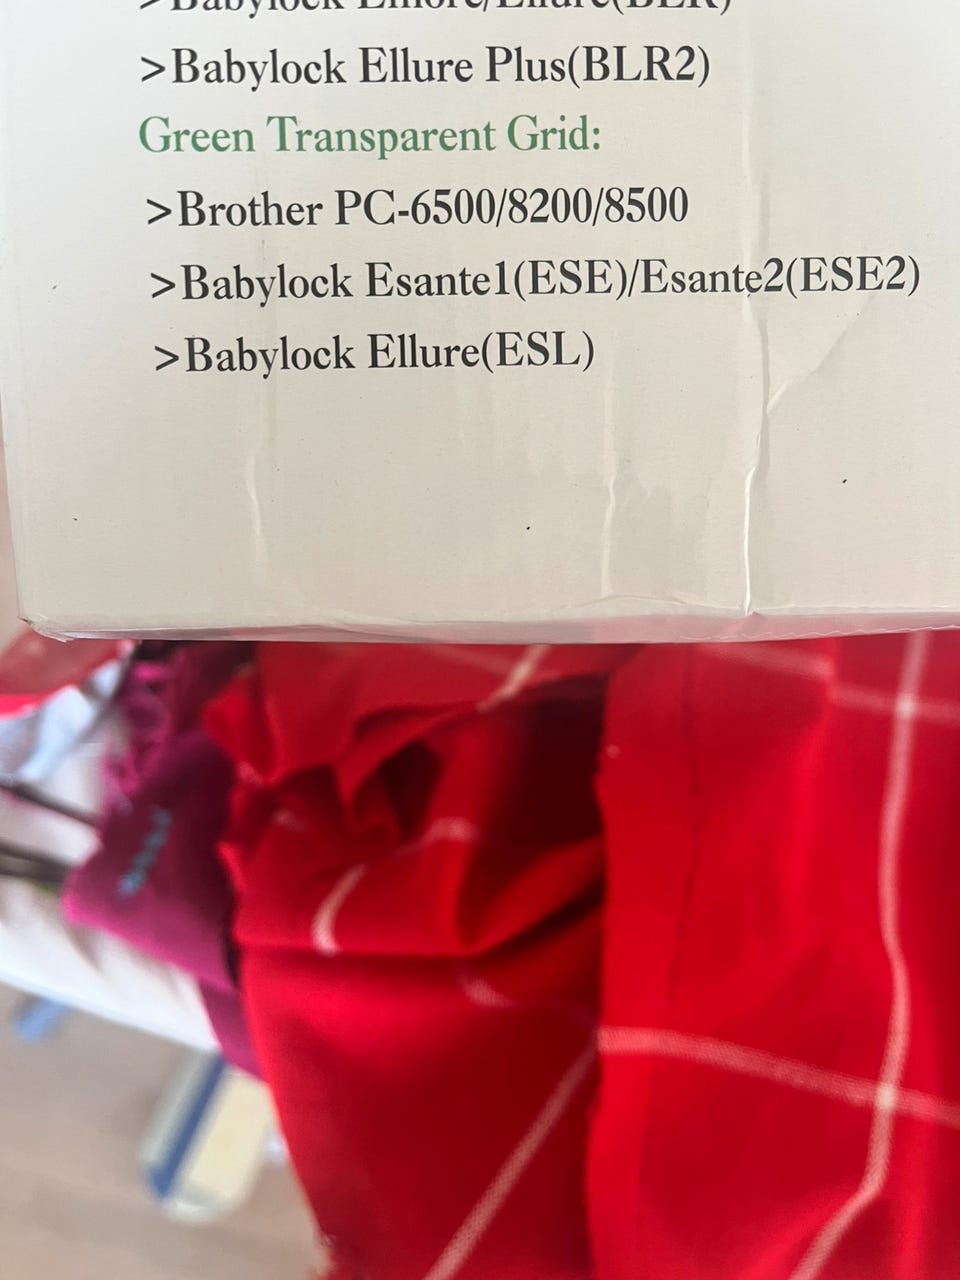 >Babylock
>Babylock Ellure Plus(BLR2)
Green Transparent Grid:
>Brother PC-6500/8200/8500
>Babylock Esante1(ESE)/Esante2(ESE2)
>Babylock Ellure(ESL)